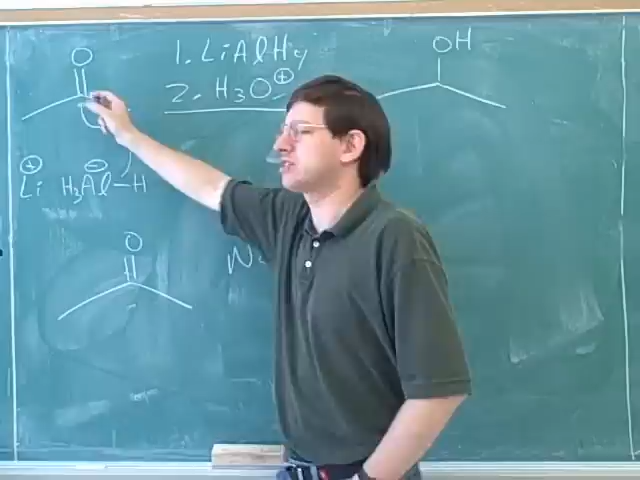 O
1. LiAlH4
OH
2. H3O⊕
⊕ ⊖
Li H3Al–H
O